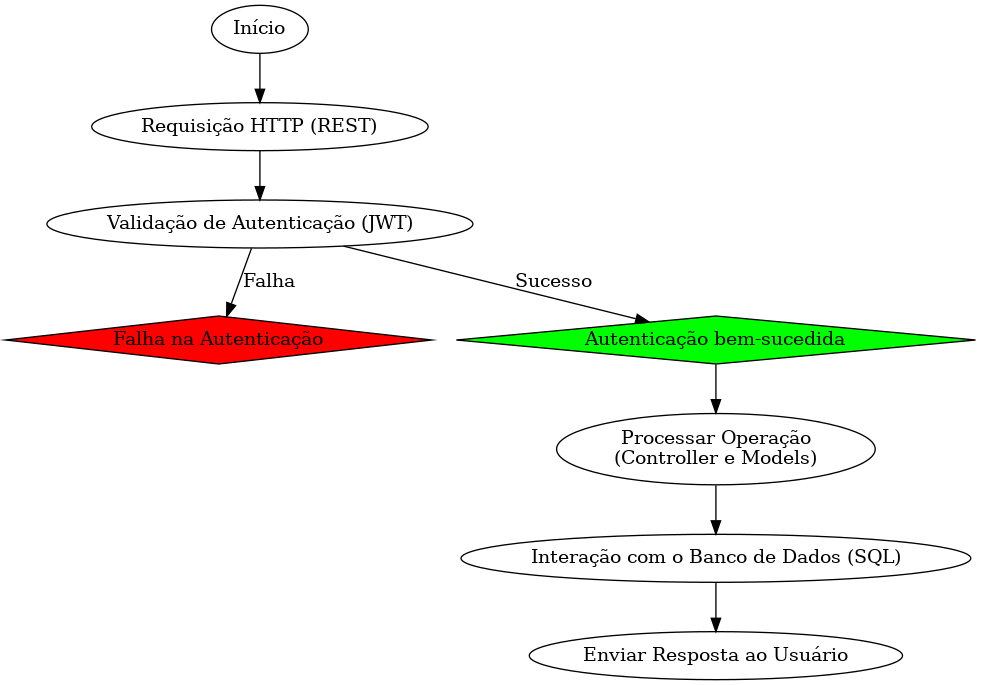 Início
Requisição HTTP (REST)
Validação de Autenticação (JWT)
Falha
Sucesso
Falha na Autenticação
Autenticação bem-sucedida
Processar Operação
(Controller e Models)
Interação com o Banco de Dados (SQL)
Enviar Resposta ao Usuário